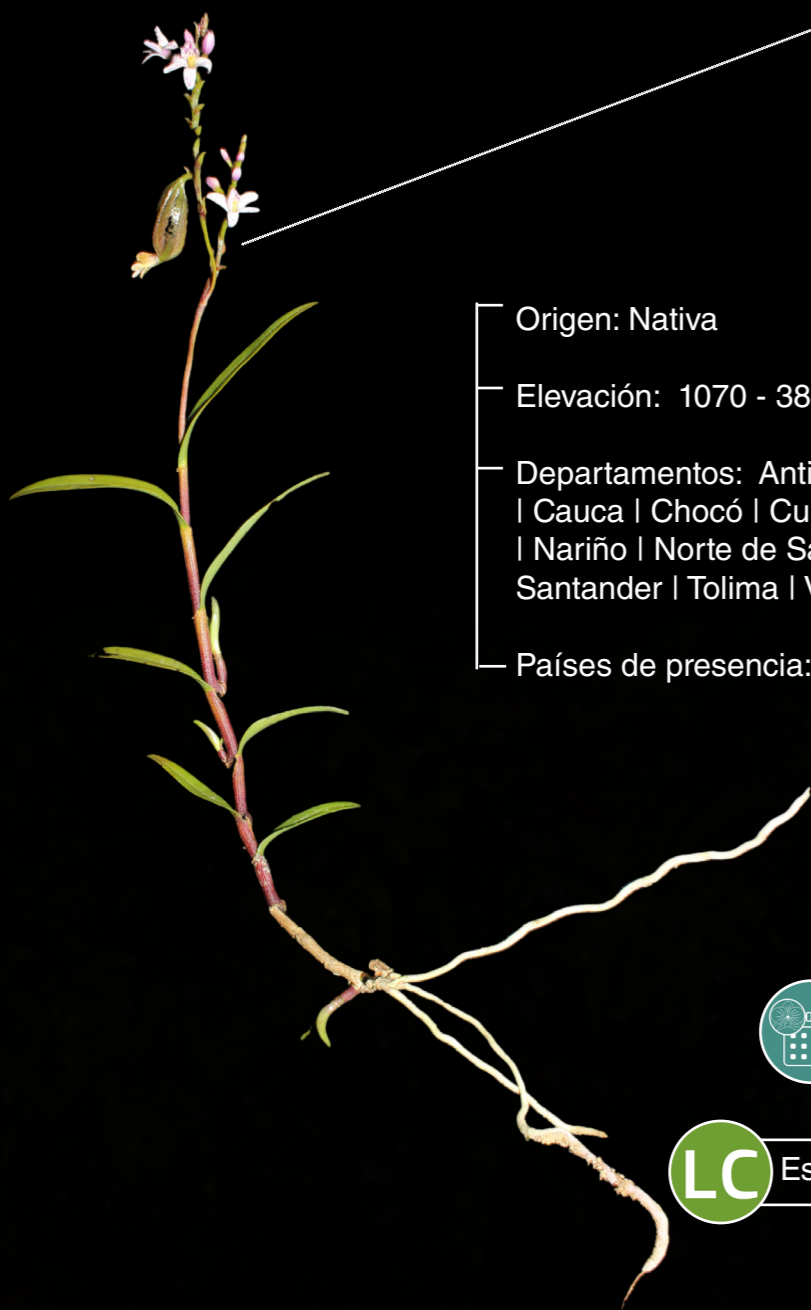 Origen: Nativa
Elevación: 1070 - 38
Departamentos: Anti
| Cauca | Chocó | Cu
| Nariño | Norte de Sa
Santander | Tolima | V
Países de presencia:
LC Es